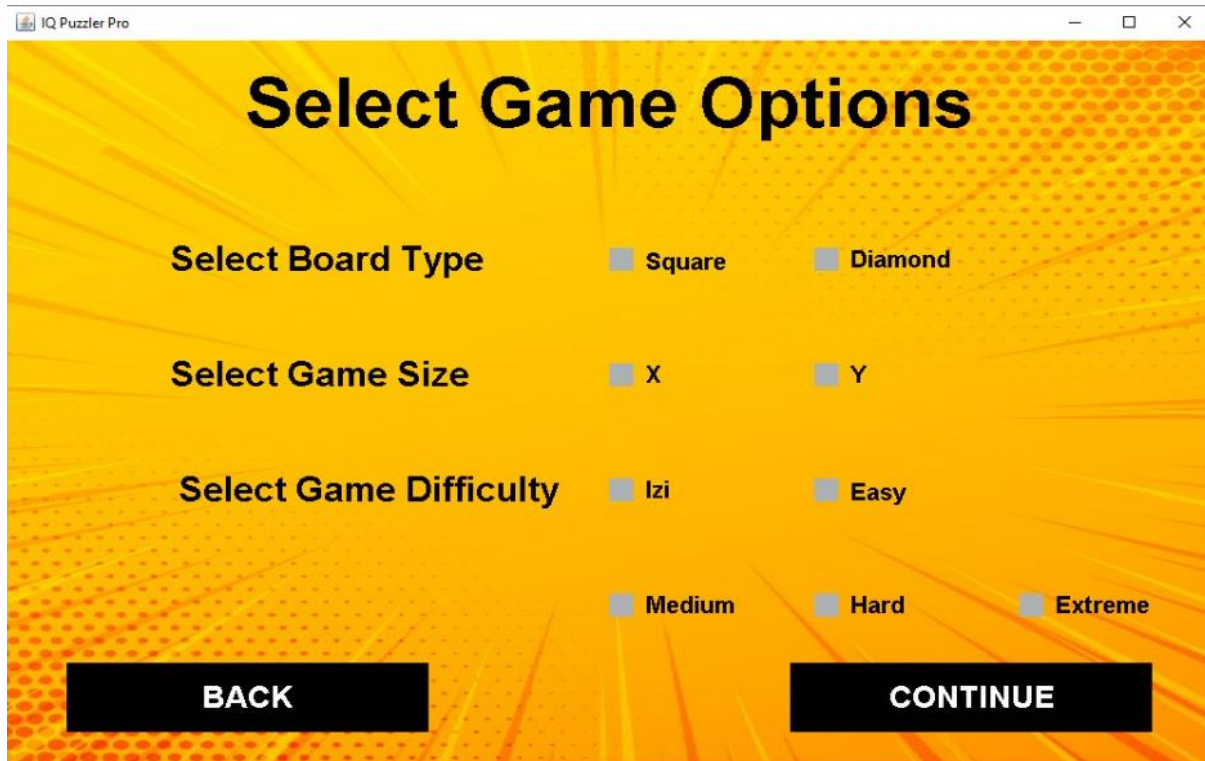 IQ Puzzler Pro
Select Game Options
Select Board Type Square Diamond
Select Game Size X Y
Select Game Difficulty Izi Easy
Medium Hard Extreme
BACK CONTINUE